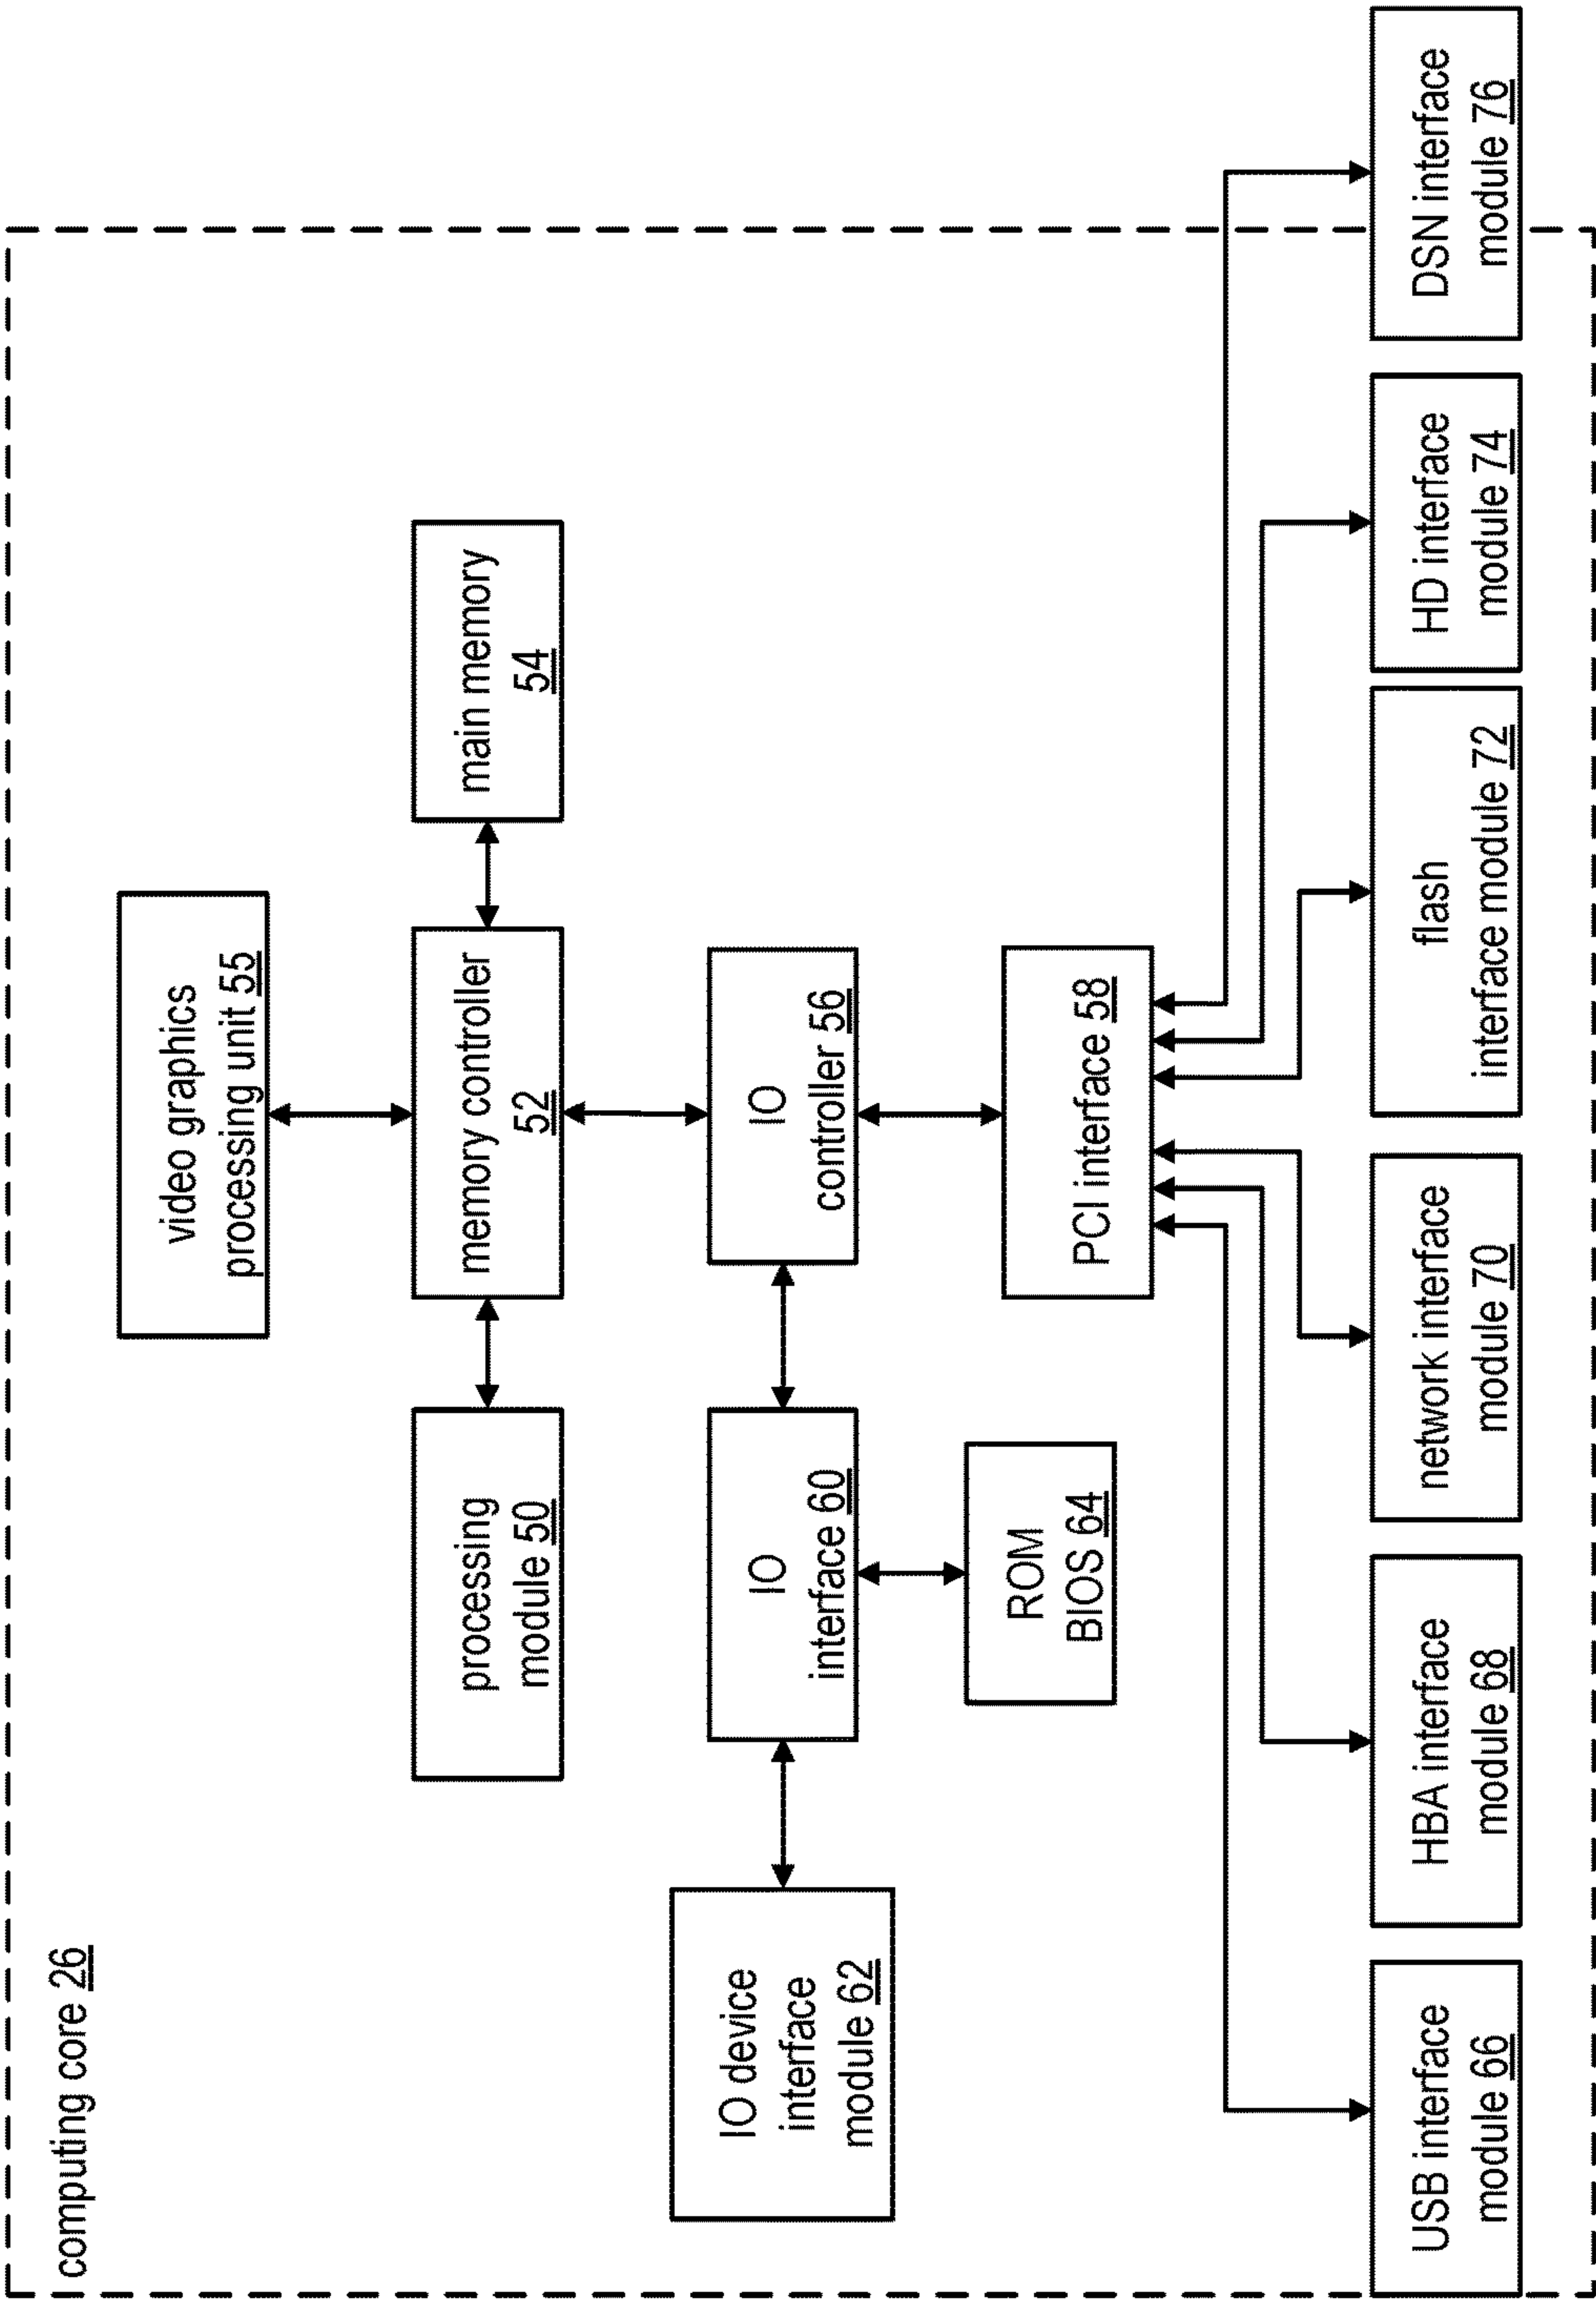 computing core 26
video graphics
processing unit 55
processing
module 50
memory controller
52
main memory
54
IO device
interface
module 62
IO
interface 60
IO
controller 56
ROM
BIOS 64
PCI interface 58
USB interface
module 66
HBA interface
module 68
network interface
module 70
flash
interface module 72
HD interface
module 74
DSN interface
module 76